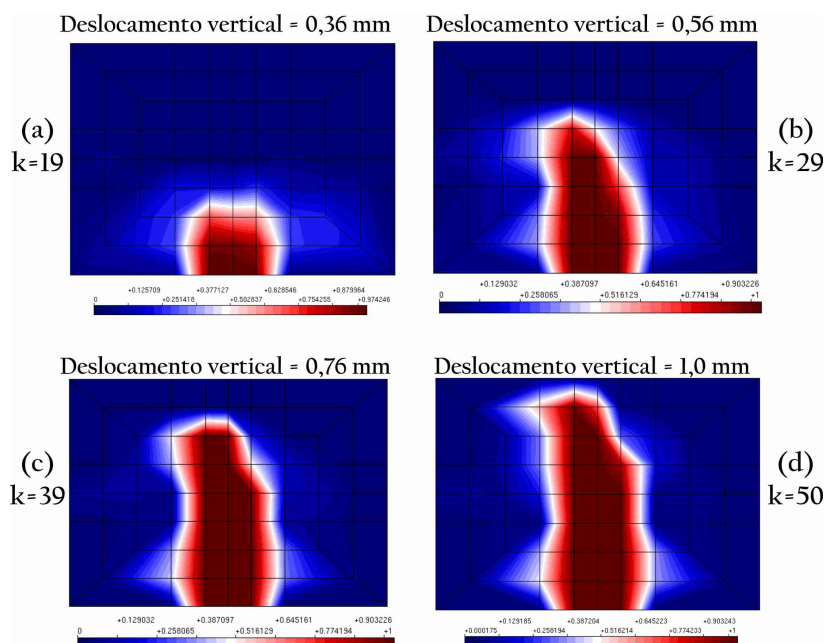 Deslocamento vertical = 0,36 mm
Deslocamento vertical = 0,56 mm
(a)
k=19
(b)
k=29
+0.125709 +0.377127 +0.628546 +0.879964
0 +0.251418 +0.502837 +0.754255 +0.974246
+0.129032 +0.387097 +0.645161 +0.903226
0 +0.258065 +0.516129 +0.774194 +1
Deslocamento vertical = 0,76 mm
Deslocamento vertical = 1,0 mm
(c)
k=39
(d)
k=50
+0.129032 +0.387097 +0.645161 +0.903226
0 +0.258065 +0.516129 +0.774194 +1
+0.129185 +0.387204 +0.645223 +0.903243
+0.000175 +0.258194 +0.516214 +0.774233 +1